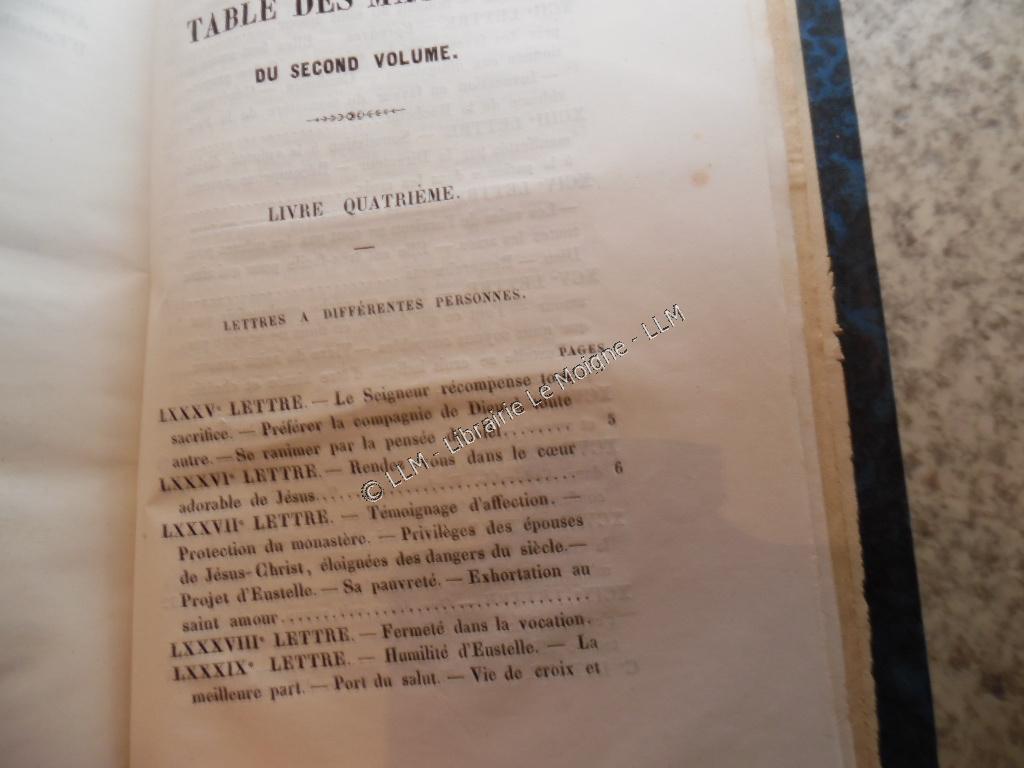 TABLE DES
DU SECOND VOLUME.
LIVRE QUATRIÈME.
LETTRES A DIFFÉRENTES PERSONNES.
PAGES
LXXXVe LETTRE. — Le Seigneur récompense
sacrifice. — Préférer la compagnie de toute
autre. — Se ranimer par la pensée 5
LXXXVIe LETTRE. — dans le cœur
adorable de Jésus. 6
LXXXVIIe LETTRE. — Témoignage d'affection. —
Protection du monastère. — Privilèges des épouses
de Jésus-Christ, éloignées des dangers du siècle. —
Projet d'Eustelle. — Sa pauvreté. — Exhortation au
saint amour.
LXXXVIIIe LETTRE. — Fermeté dans la vocation.
LXXXIXe LETTRE. — Humilité d'Eustelle. — La
meilleure part. — Port du salut. — Vie de croix et
© LLM - Librairie Le Moigne - LLM